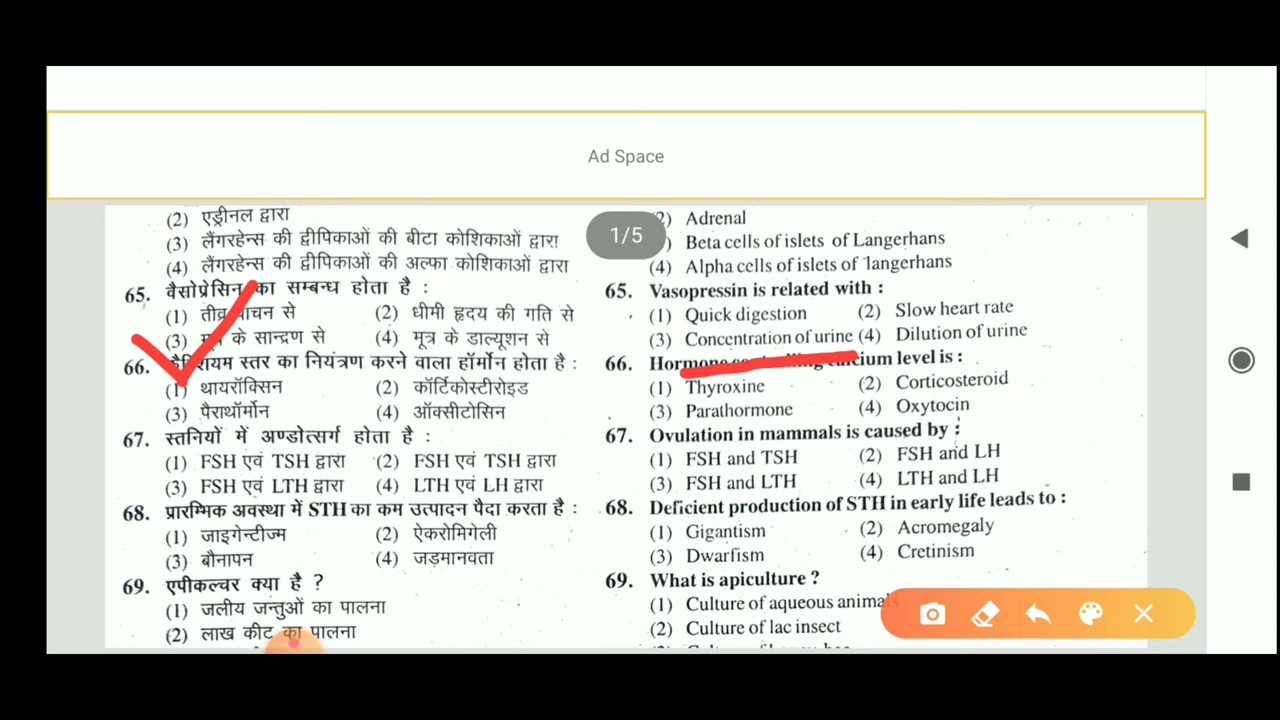 Ad Space
1/5
(2) एड्रीनल द्वारा
(3) लैंगरहेन्स की द्वीपिकाओं की बीटा कोशिकाओं द्वारा
(4) लैंगरहेन्स की द्वीपिकाओं की अल्फा कोशिकाओं द्वारा
65. वैसोप्रेसिन का सम्बन्ध होता है :
(1) तीव्र पाचन से (2) धीमी हृदय की गति से
(3) के सान्द्रण से (4) मूत्र के डाल्यूशन से
66. स्तर का नियंत्रण करने वाला हॉर्मोन होता है :
(1) थायरॉक्सिन (2) कॉर्टिकोस्टीरोइड
(3) पैराथॉर्मोन (4) ऑक्सीटोसिन
67. स्तनियों में अण्डोत्सर्ग होता है :
(1) FSH एवं TSH द्वारा (2) FSH एवं TSH द्वारा
(3) FSH एवं LTH द्वारा (4) LTH एवं LH द्वारा
68. प्रारम्भिक अवस्था में STH का कम उत्पादन पैदा करता है :
(1) जाइगेन्टीज्म (2) ऐकरोमिगेली
(3) बौनापन (4) जड़मानवता
69. एपीकल्चर क्या है ?
(1) जलीय जन्तुओं का पालना
(2) लाख कीट का पालना
2) Adrenal
) Beta cells of islets of Langerhans
(4) Alpha cells of islets of langerhans
65. Vasopressin is related with :
(1) Quick digestion (2) Slow heart rate
(3) Concentration of urine (4) Dilution of urine
66. Hormone controlling calcium level is :
(1) Thyroxine (2) Corticosteroid
(3) Parathormone (4) Oxytocin
67. Ovulation in mammals is caused by :
(1) FSH and TSH (2) FSH and LH
(3) FSH and LTH (4) LTH and LH
68. Deficient production of STH in early life leads to :
(1) Gigantism (2) Acromegaly
(3) Dwarfism (4) Cretinism
69. What is apiculture ?
(1) Culture of aqueous animals
(2) Culture of lac insect